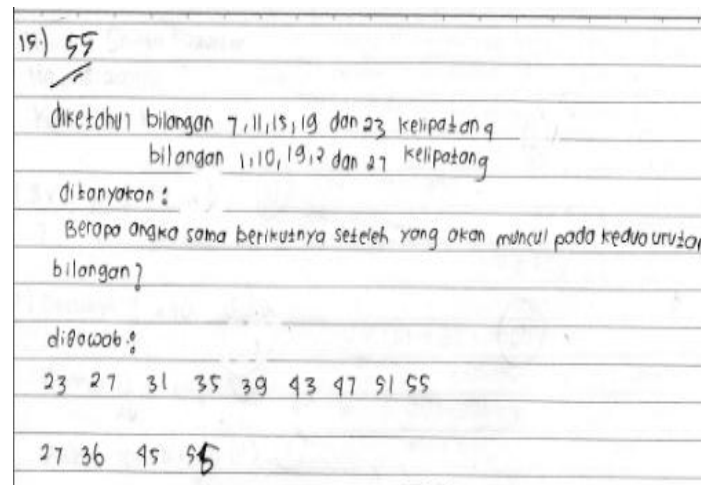 15.) 55
diketahui bilangan 7, 11, 15, 19 dan 23 kelipatan 4
bilangan 1, 10, 19, 2 dan 27 kelipatan 9
ditanyakan :
Berapa angka sama berikutnya seteleh yang akan muncul pada kedua urutan
bilangan?
dijawab :
23 27 31 35 39 43 47 51 55
27 36 45 55